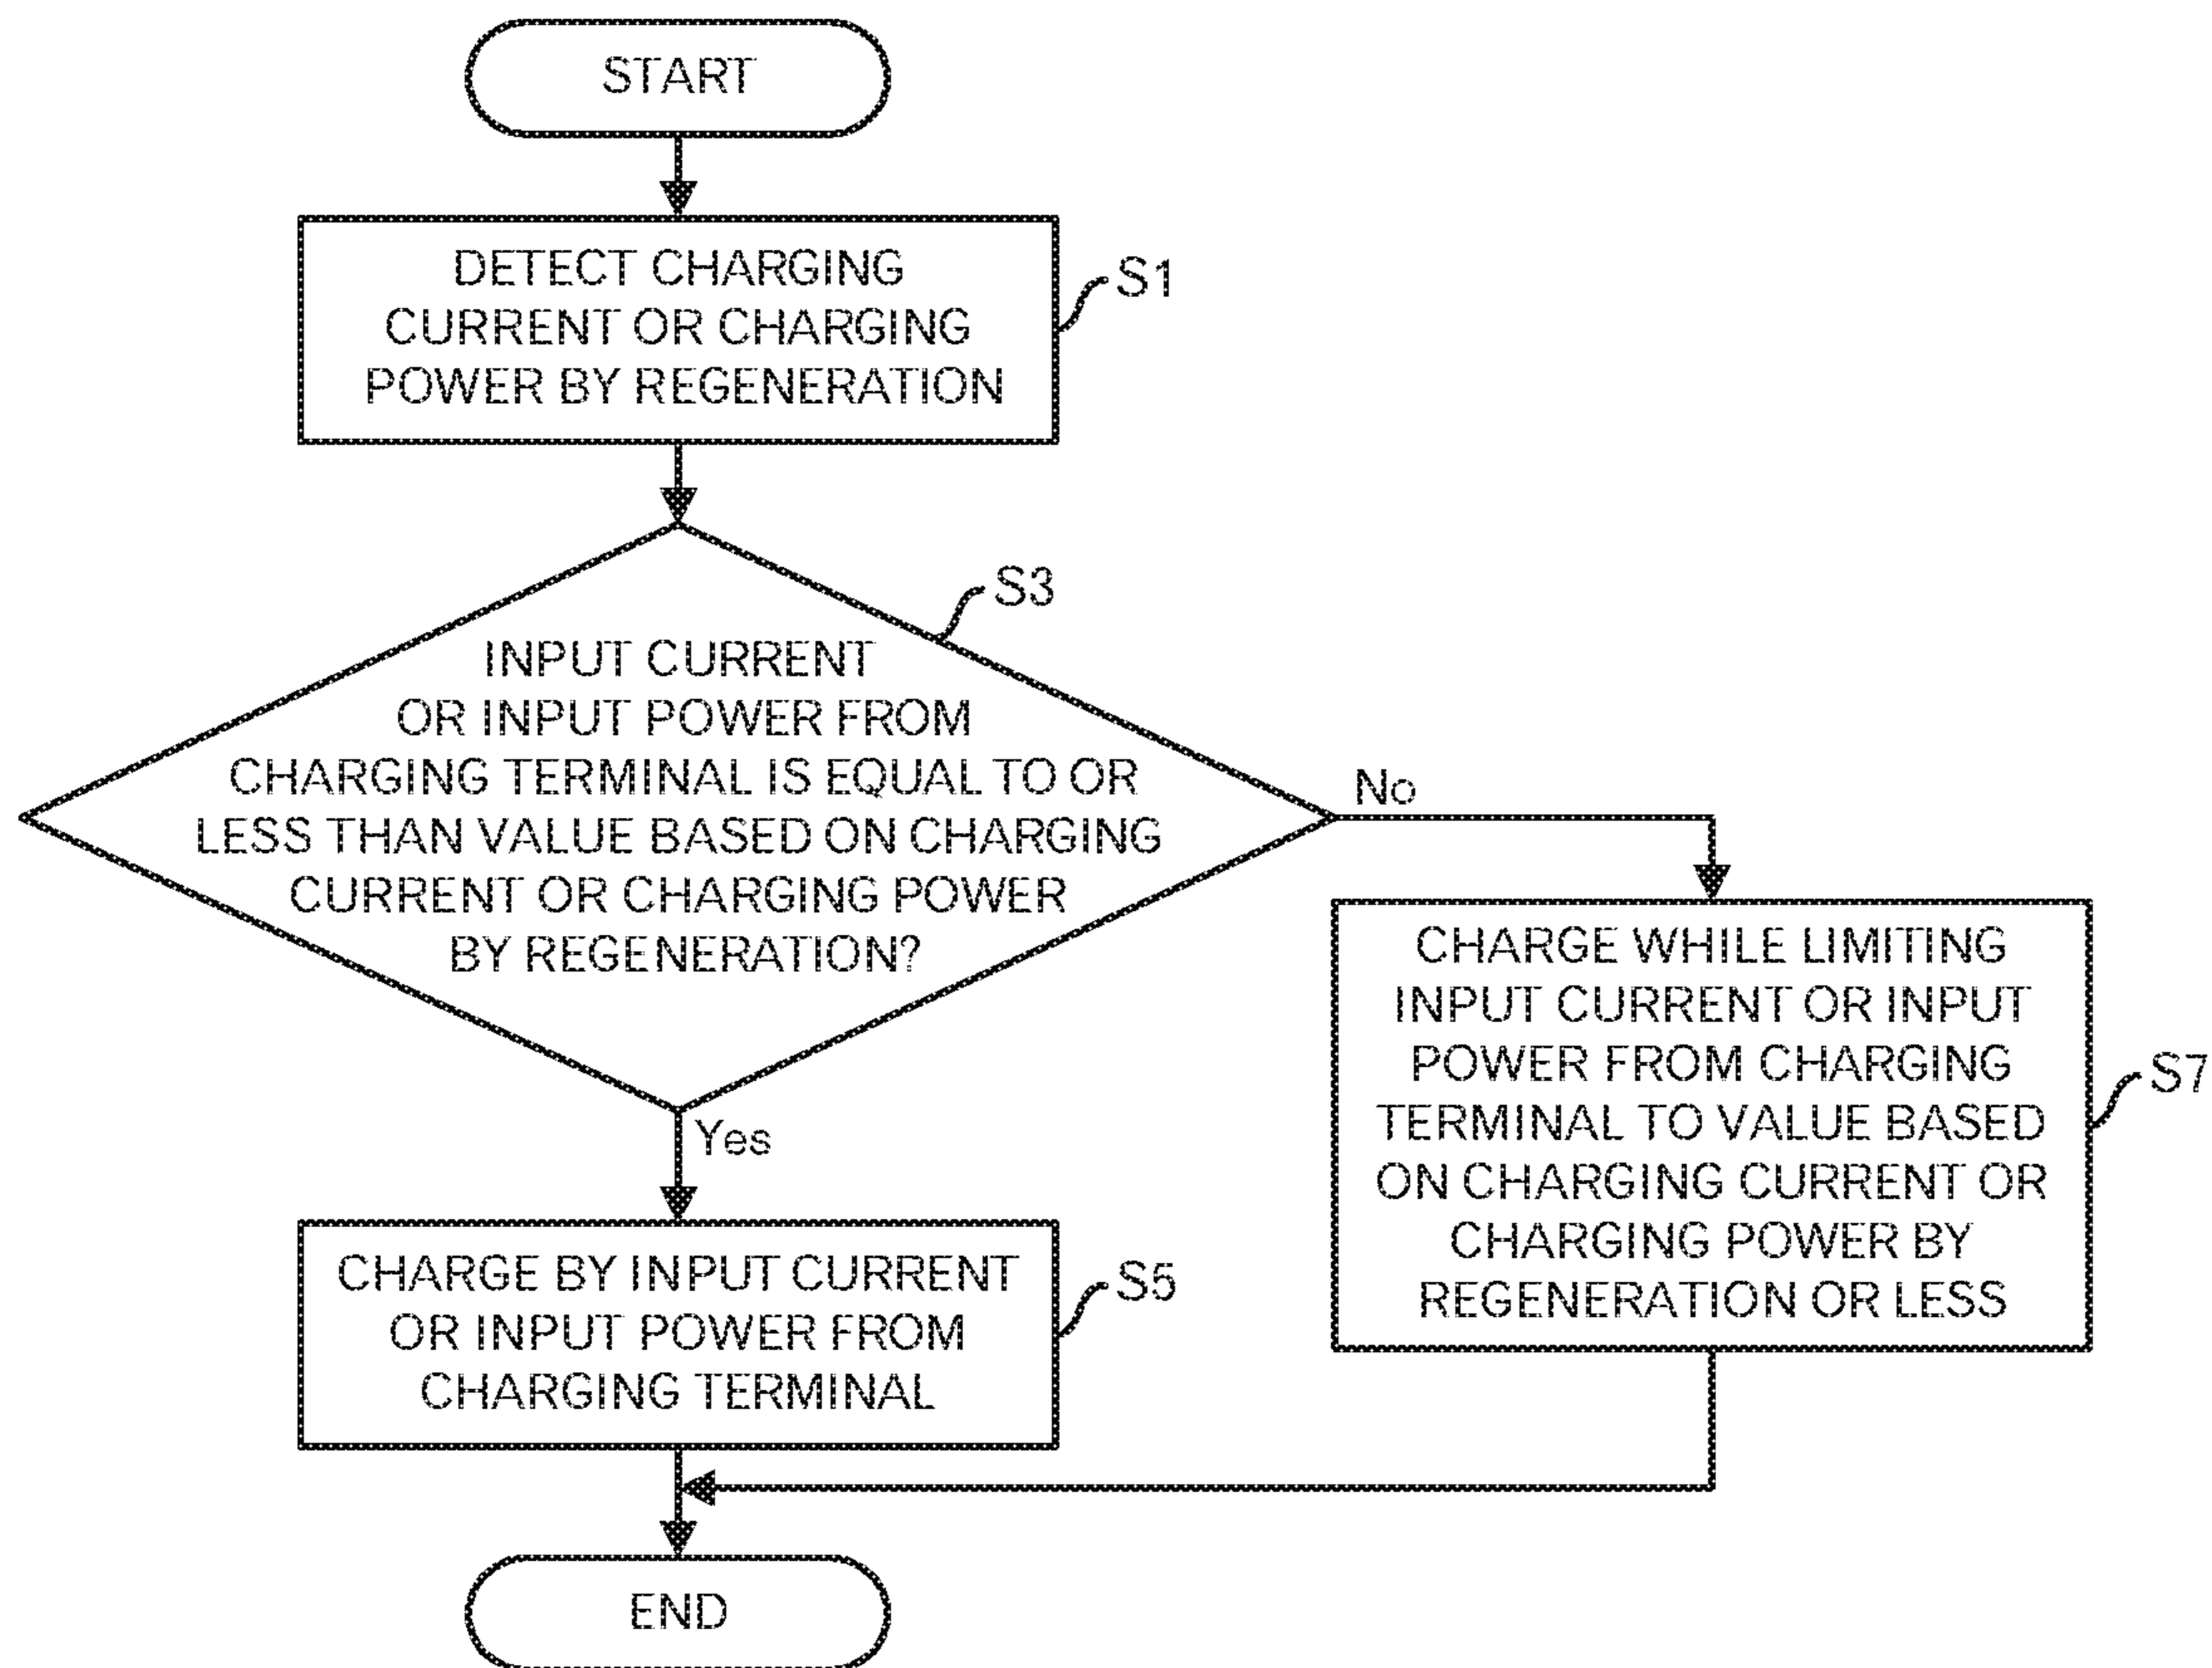 START
DETECT CHARGING
CURRENT OR CHARGING
POWER BY REGENERATION
S1
S3
INPUT CURRENT
OR INPUT POWER FROM
CHARGING TERMINAL IS EQUAL TO OR
LESS THAN VALUE BASED ON CHARGING
CURRENT OR CHARGING POWER
BY REGENERATION?
No
Yes
CHARGE WHILE LIMITING
INPUT CURRENT OR INPUT
POWER FROM CHARGING
TERMINAL TO VALUE BASED
ON CHARGING CURRENT OR
CHARGING POWER BY
REGENERATION OR LESS
S7
CHARGE BY INPUT CURRENT
OR INPUT POWER FROM
CHARGING TERMINAL
S5
END